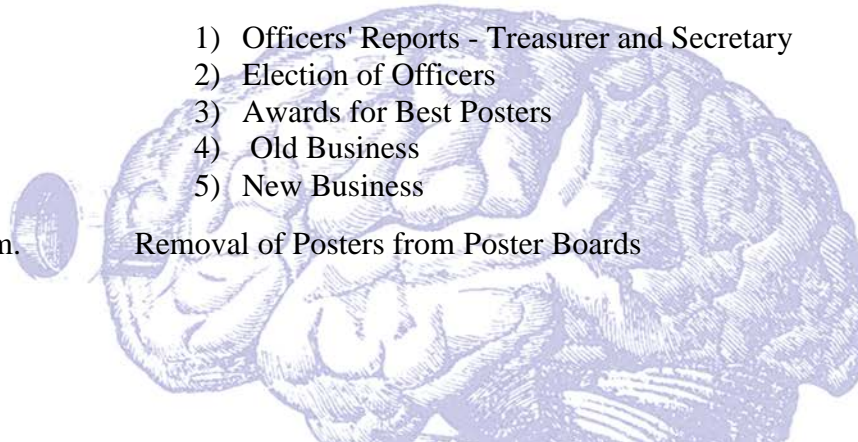 1) Officers' Reports - Treasurer and Secretary
2) Election of Officers
3) Awards for Best Posters
4) Old Business
5) New Business
m. Removal of Posters from Poster Boards